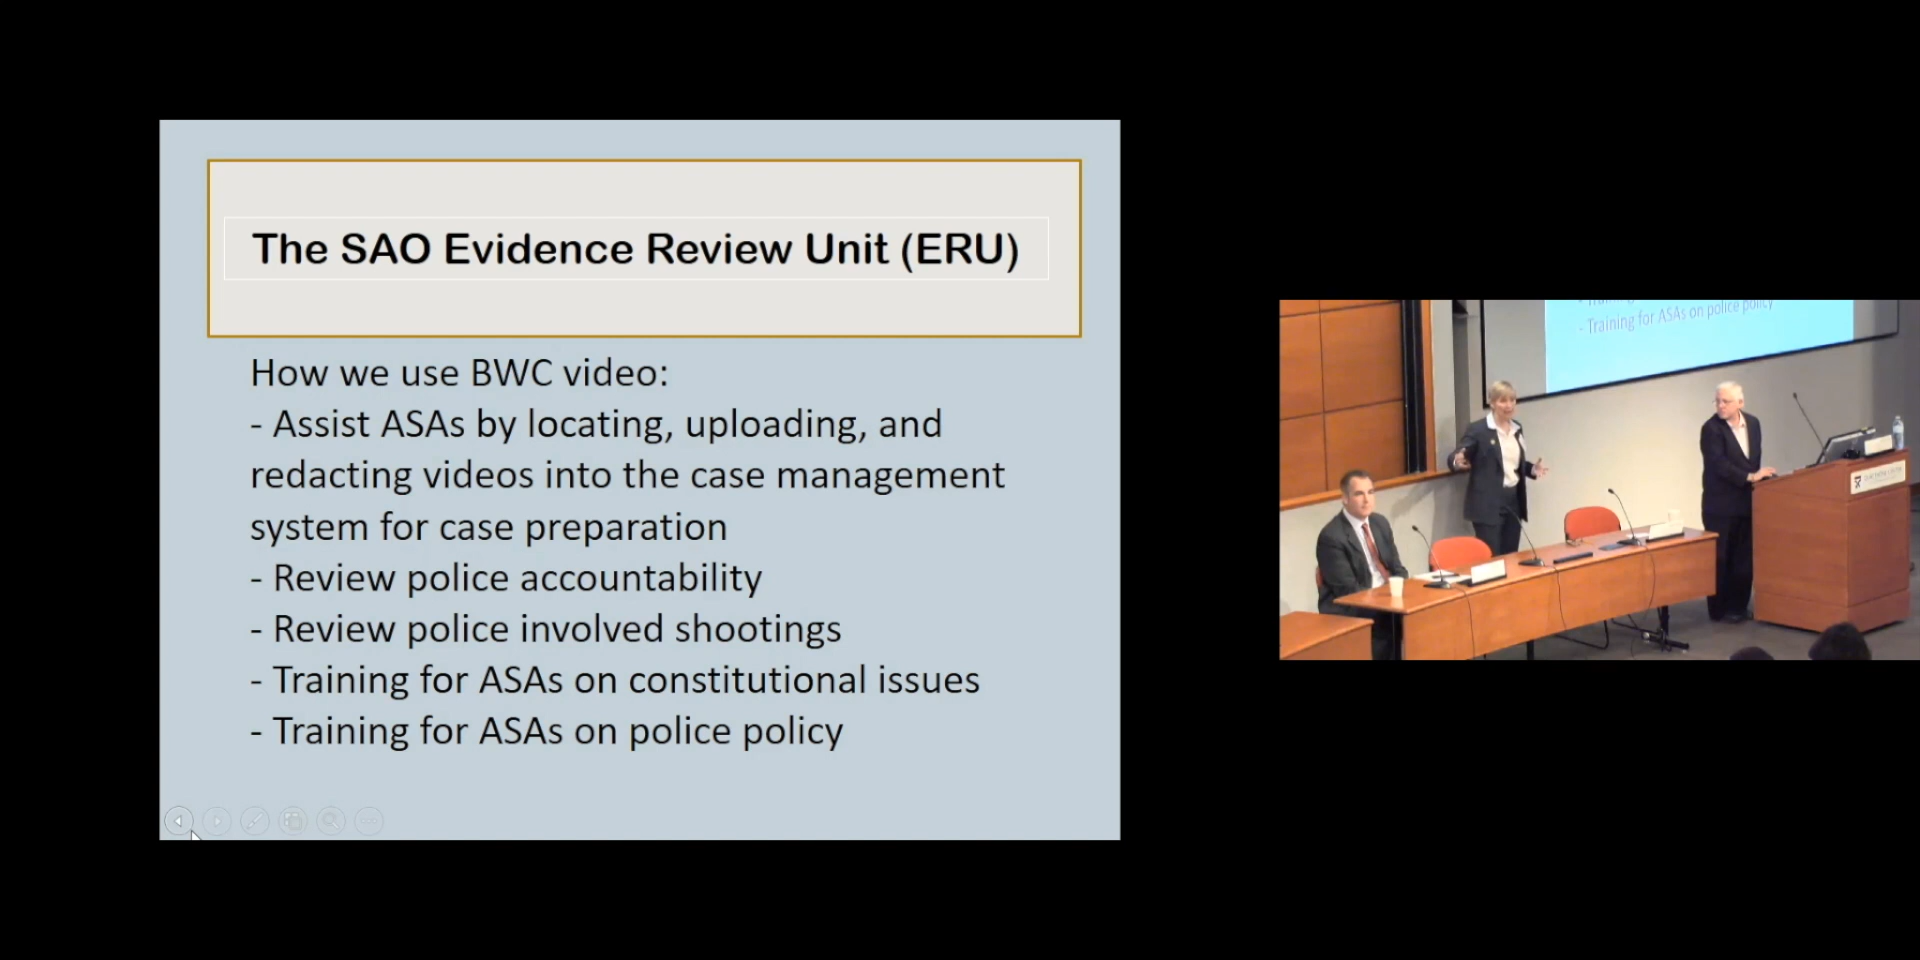 The SAO Evidence Review Unit (ERU)
How we use BWC video:
- Assist ASAs by locating, uploading, and
redacting videos into the case management
system for case preparation
- Review police accountability
- Review police involved shootings
- Training for ASAs on constitutional issues
- Training for ASAs on police policy
- Training for ASAs on police policy